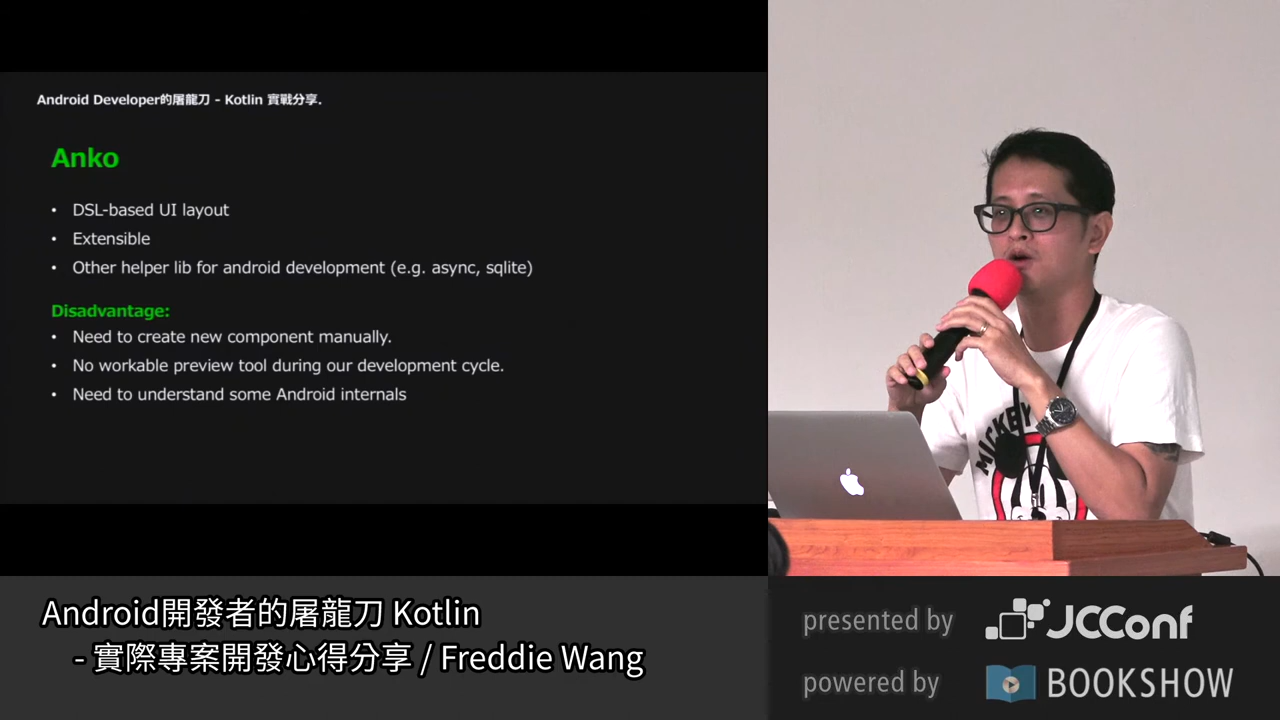 Android Developer的屠龍刀 - Kotlin 實戰分享.
Anko
• DSL-based UI layout
• Extensible
• Other helper lib for android development (e.g. async, sqlite)
Disadvantage:
• Need to create new component manually.
• No workable preview tool during our development cycle.
• Need to understand some Android internals
MICKEY
Android開發者的屠龍刀 Kotlin
- 實際專案開發心得分享 / Freddie Wang
presented by JCConf
powered by BOOKSHOW